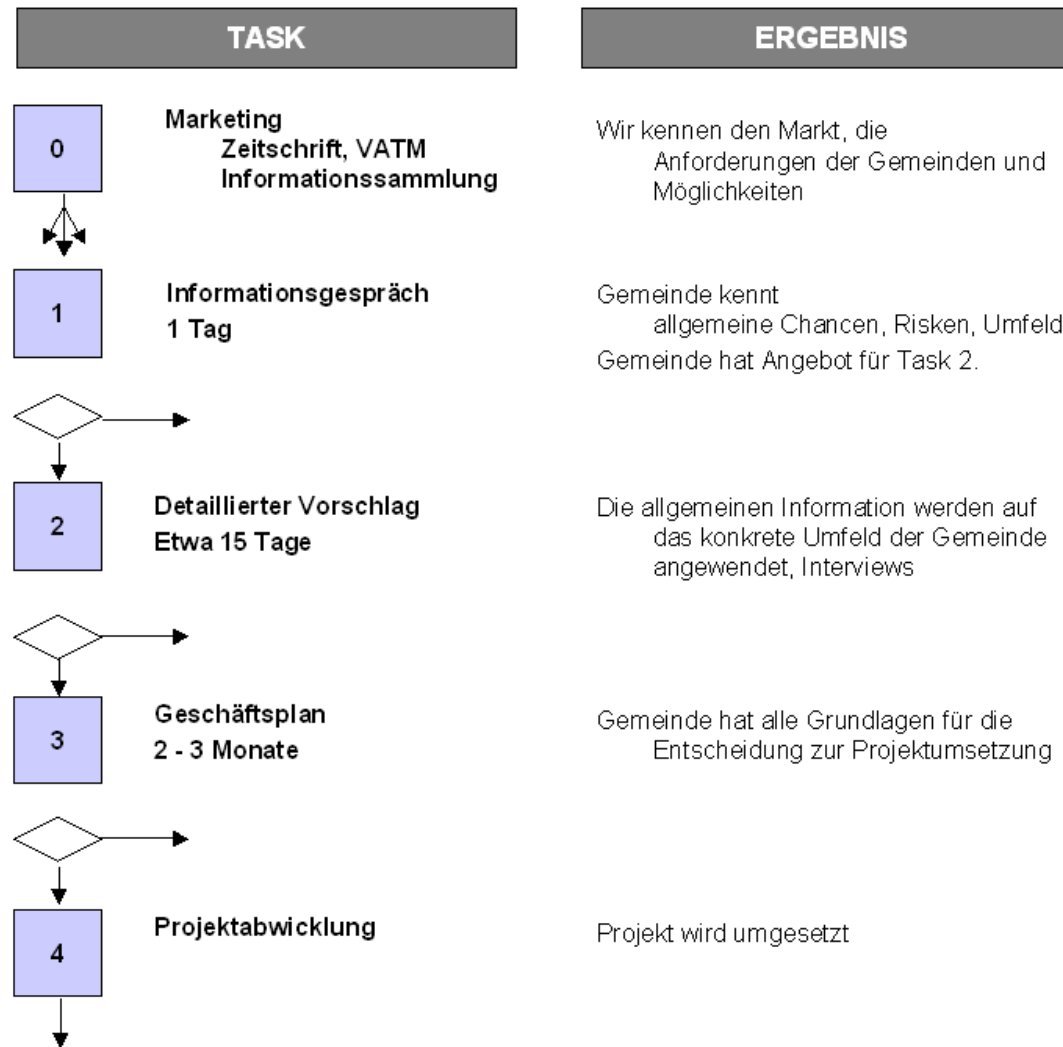 TASK
ERGEBNIS
0
Marketing
Zeitschrift, VATM
Informationssammlung
Wir kennen den Markt, die
Anforderungen der Gemeinden und
Möglichkeiten
1
Informationsgespräch
1 Tag
Gemeinde kennt
allgemeine Chancen, Risken, Umfeld
Gemeinde hat Angebot für Task 2.
2
Detaillierter Vorschlag
Etwa 15 Tage
Die allgemeinen Information werden auf
das konkrete Umfeld der Gemeinde
angewendet, Interviews
3
Geschäftsplan
2 - 3 Monate
Gemeinde hat alle Grundlagen für die
Entscheidung zur Projektumsetzung
4
Projektabwicklung
Projekt wird umgesetzt